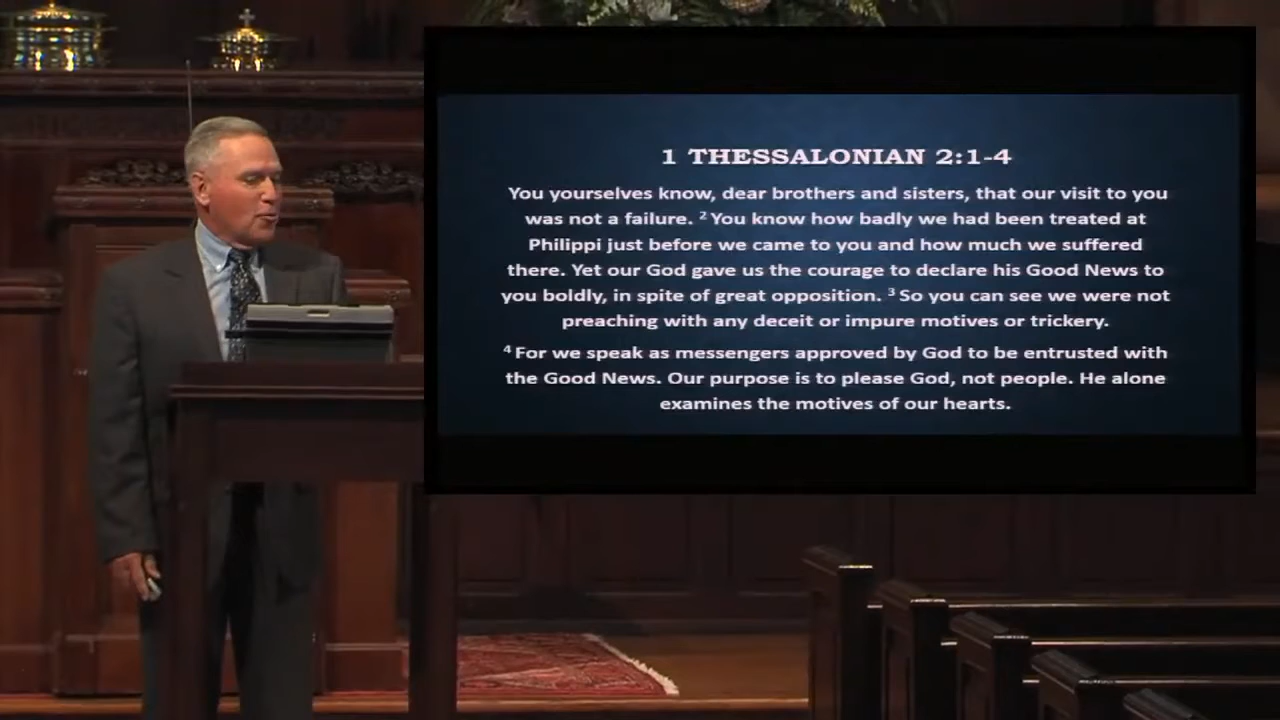 1 THESSALONIAN 2:1-4
You yourselves know, dear brothers and sisters, that our visit to you
was not a failure. ² You know how badly we had been treated at
Philippi just before we came to you and how much we suffered
there. Yet our God gave us the courage to declare his Good News to
you boldly, in spite of great opposition. ³ So you can see we were not
preaching with any deceit or impure motives or trickery.
⁴ For we speak as messengers approved by God to be entrusted with
the Good News. Our purpose is to please God, not people. He alone
examines the motives of our hearts.